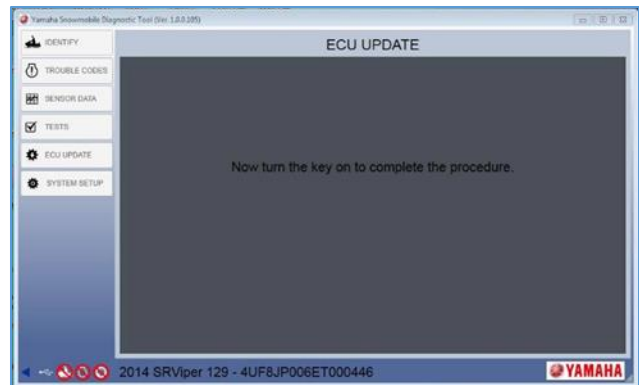 Yamaha Snowmobile Diagnostic Tool (Ver. 1.0.0.105)
IDENTIFY
ECU UPDATE
TROUBLE CODES
SENSOR DATA
TESTS
ECU UPDATE
SYSTEM SETUP
Now turn the key on to complete the procedure.
2014 SRViper 129 - 4UF8JP006ET000446
YAMAHA